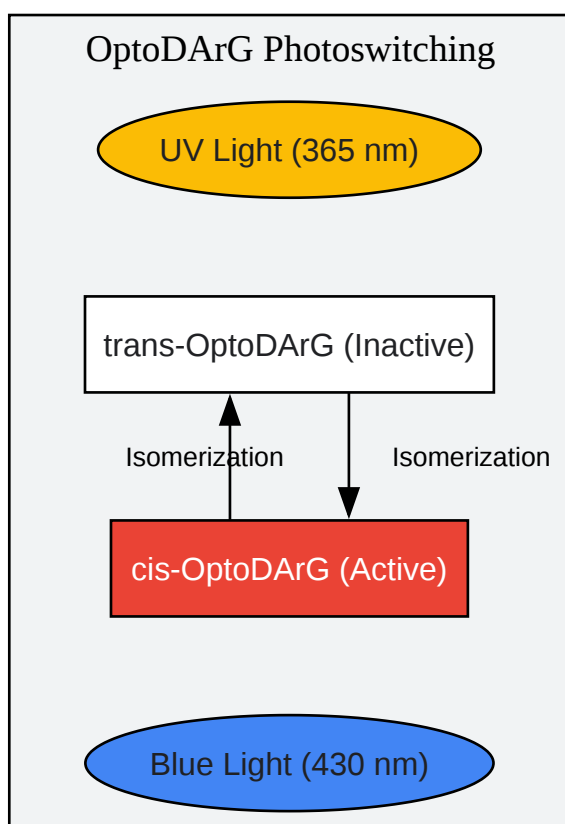 OptoDArG Photoswitching
UV Light (365 nm)
trans-OptoDArG (Inactive)
Isomerization
Isomerization
cis-OptoDArG (Active)
Blue Light (430 nm)